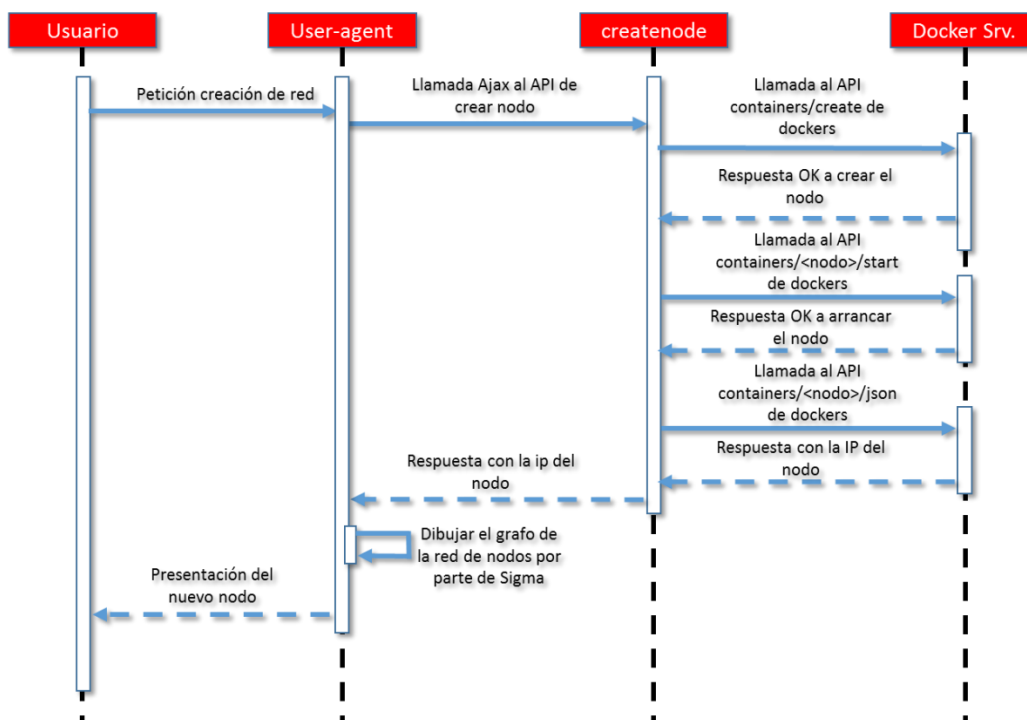 Usuario
User-agent
createnode
Docker Srv.
Petición creación de red
Llamada Ajax al API de
crear nodo
Llamada al API
containers/create de
dockers
Respuesta OK a crear el
nodo
Llamada al API
containers/<nodo>/start
de dockers
Respuesta OK a arrancar
el nodo
Llamada al API
containers/<nodo>/json
de dockers
Respuesta con la IP del
nodo
Respuesta con la ip del
nodo
Dibujar el grafo de
la red de nodos por
parte de Sigma
Presentación del
nuevo nodo